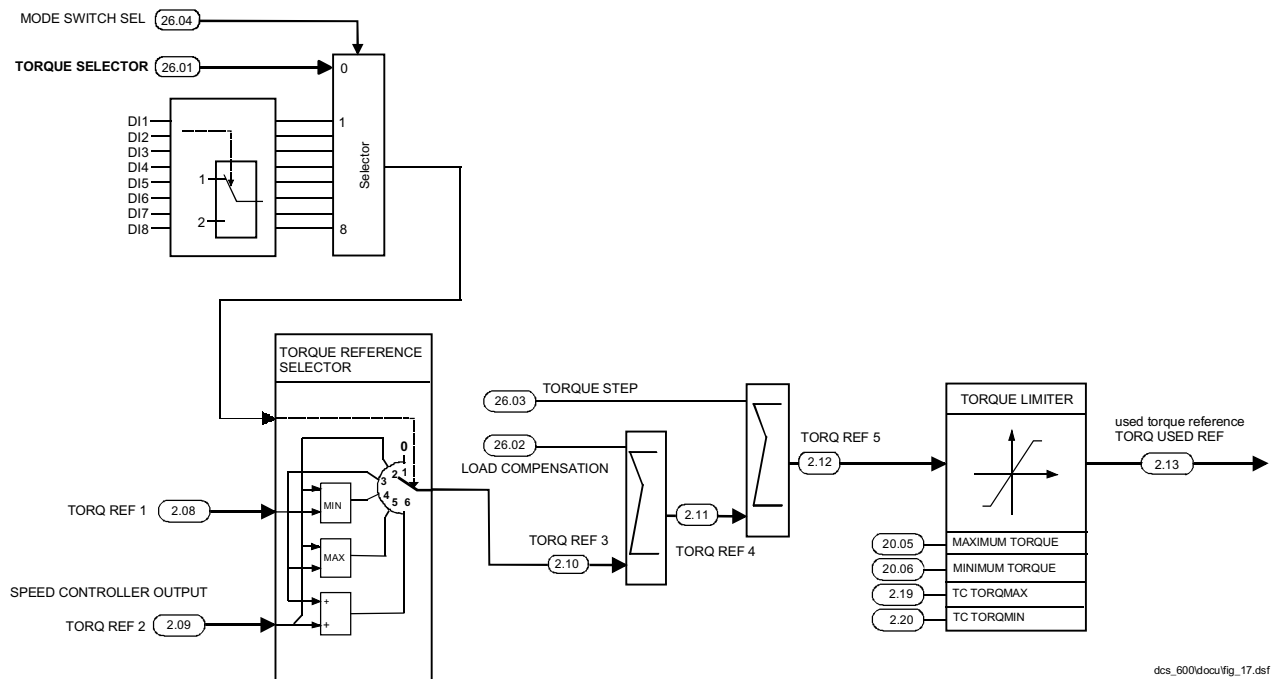 MODE SWITCH SEL 26.04
TORQUE SELECTOR 26.01
0
DI1
DI2
DI3
DI4
DI5
DI6
DI7
DI8
1
2
1
8
Selector
TORQUE REFERENCE
SELECTOR
0
1
2
3
4
5
6
MIN
MAX
+
+
TORQ REF 1 2.08
SPEED CONTROLLER OUTPUT
TORQ REF 2 2.09
26.03 TORQUE STEP
26.02
LOAD COMPENSATION
TORQ REF 3
2.10
2.11
TORQ REF 4
TORQ REF 5
2.12
TORQUE LIMITER
20.05 MAXIMUM TORQUE
20.06 MINIMUM TORQUE
2.19 TC TORQMAX
2.20 TC TORQMIN
used torque reference
TORQ USED REF
2.13
dcs_600\docu\fig_17.dsf